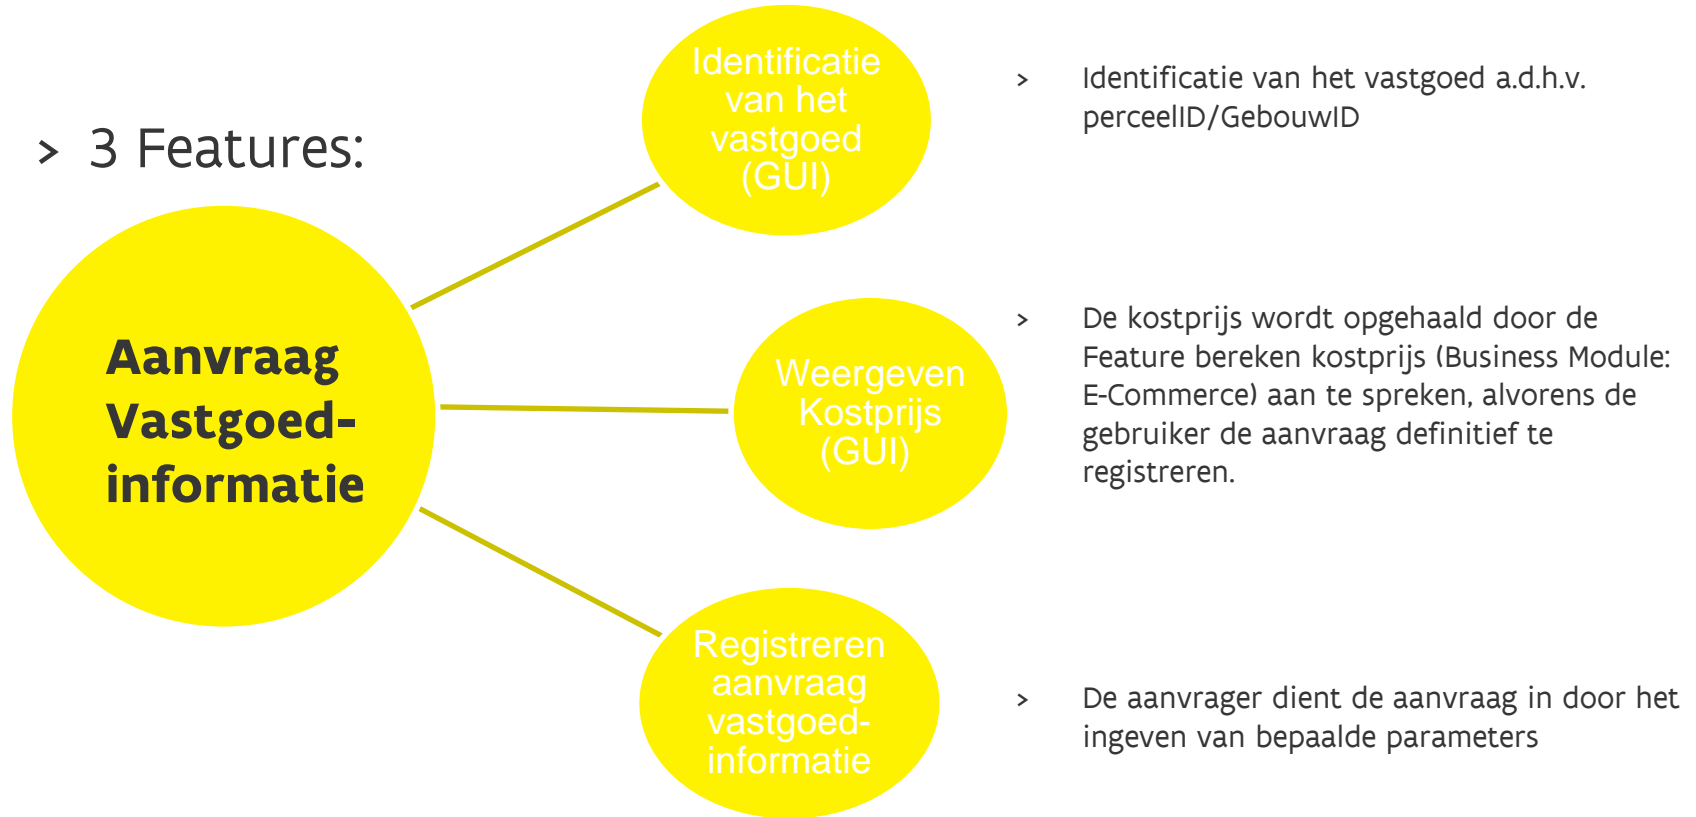 > 3 Features:
Aanvraag
Vastgoed-
informatie
Identificatie
van het
vastgoed
(GUI)
> Identificatie van het vastgoed a.d.h.v.
perceelID/GebouwID
Weergeven
Kostprijs
(GUI)
> De kostprijs wordt opgehaald door de
Feature bereken kostprijs (Business Module:
E-Commerce) aan te spreken, alvorens de
gebruiker de aanvraag definitief te
registreren.
Registreren
aanvraag
vastgoed-
informatie
> De aanvrager dient de aanvraag in door het
ingeven van bepaalde parameters